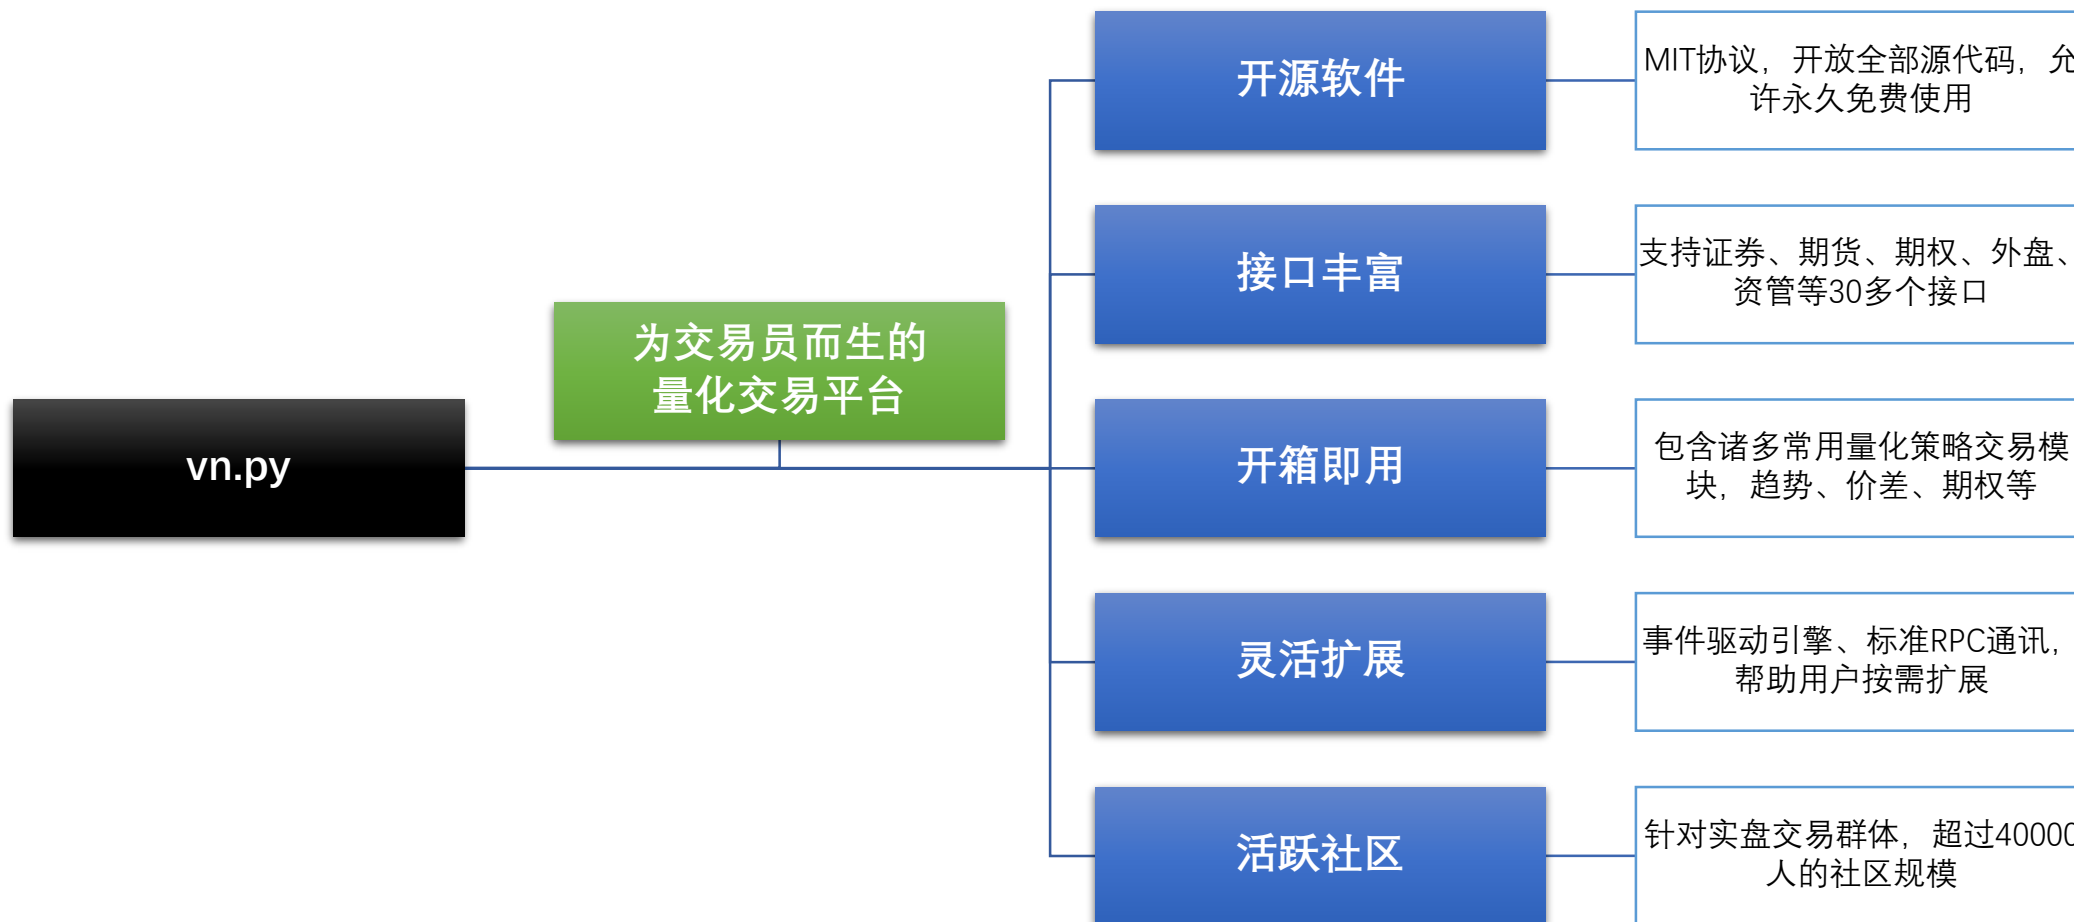 vn.py
为交易员而生的
量化交易平台
开源软件
MIT协议，开放全部源代码，允
许永久免费使用
接口丰富
支持证券、期货、期权、外盘、
资管等30多个接口
开箱即用
包含诸多常用量化策略交易模
块，趋势、价差、期权等
灵活扩展
事件驱动引擎、标准RPC通讯，
帮助用户按需扩展
活跃社区
针对实盘交易群体，超过40000
人的社区规模